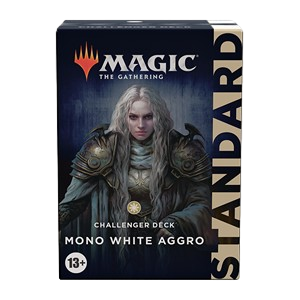 MAGIC
THE GATHERING
CHALLENGER DECK
MONO WHITE AGGRO
13+
STANDARD